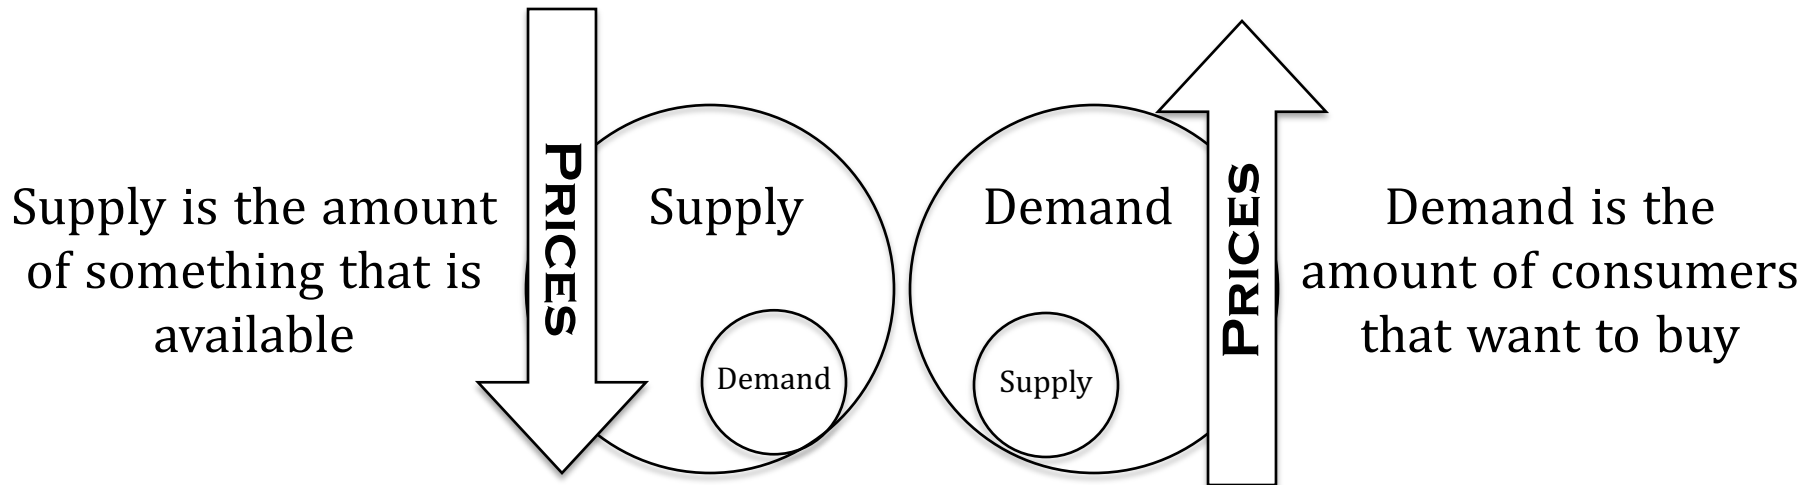 Supply is the amount
of something that is
available
PRICES
Supply
Demand
Demand
Supply
PRICES
Demand is the
amount of consumers
that want to buy